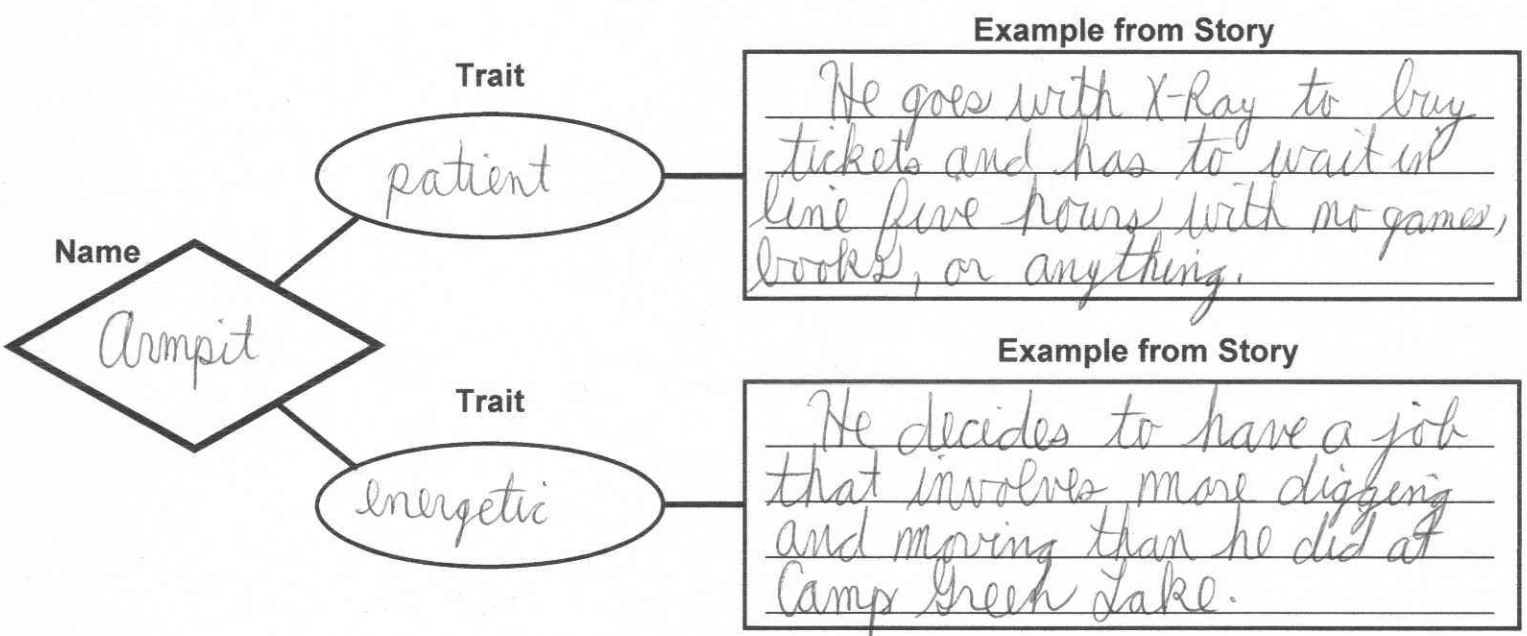 Example from Story
Trait
He goes with X-Ray to buy
tickets and has to wait in
line five hours with no games,
books, or anything.
patient
Name
Armpit
Example from Story
Trait
He decides to have a job
that involves more digging
and moving than he did at
Camp Green Lake.
energetic